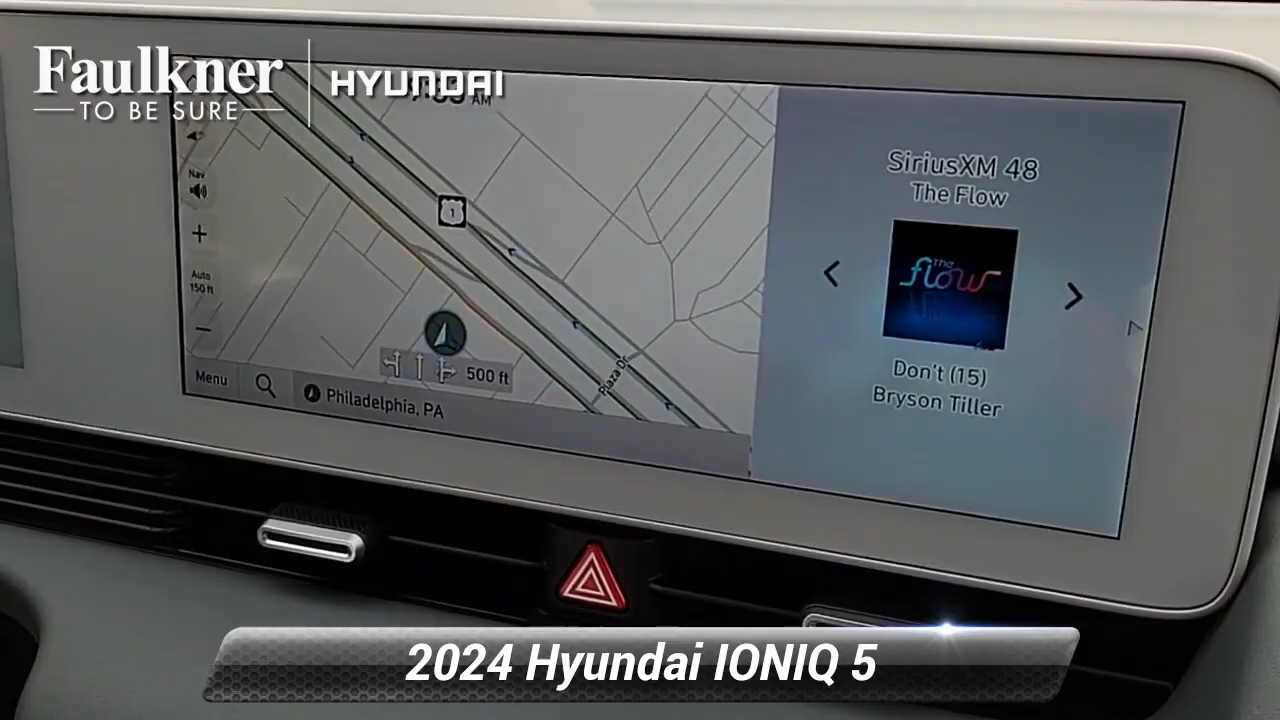 Faulkner
TO BE SURE
HYUNDAI
AM
Nav
+
Auto
150 ft
−
1
Plaza Dr
500 ft
Menu
Philadelphia, PA
SiriusXM 48
The Flow
The
flow
Don't (15)
Bryson Tiller
2024 Hyundai IONIQ 5